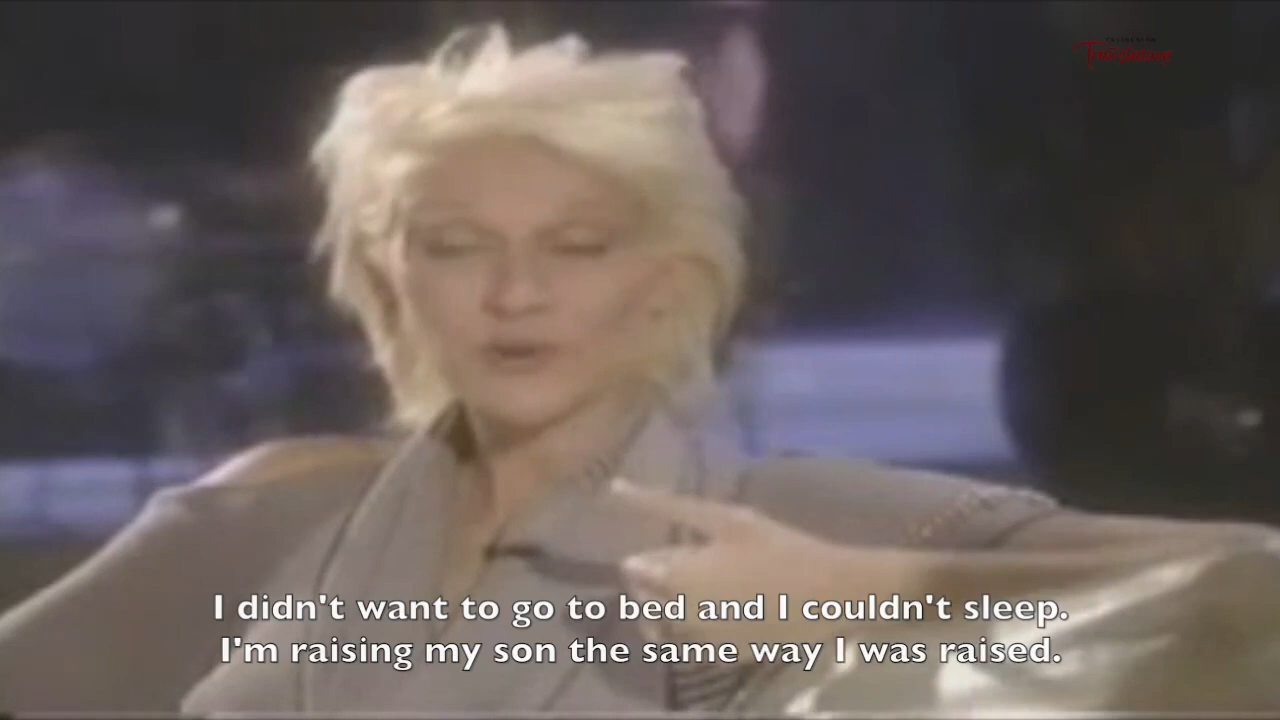 I didn't want to go to bed and I couldn't sleep.
I'm raising my son the same way I was raised.